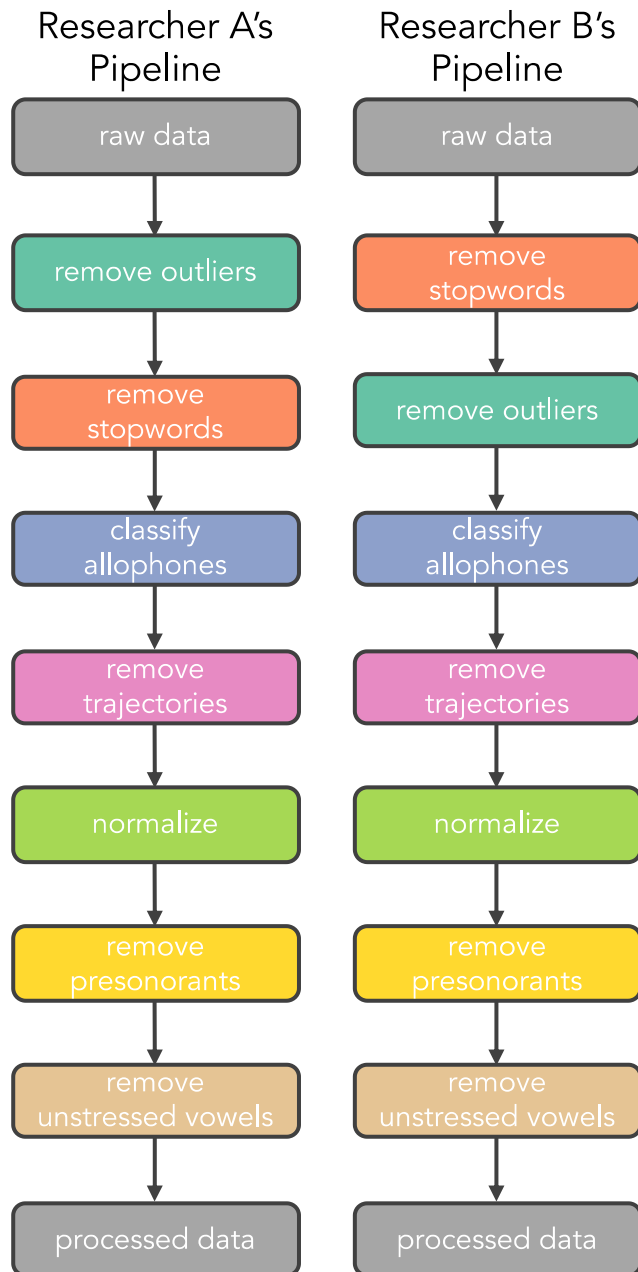 Researcher A’s
Pipeline
raw data
remove outliers
remove
stopwords
classify
allophones
remove
trajectories
normalize
remove
presonorants
remove
unstressed vowels
processed data
Researcher B’s
Pipeline
raw data
remove
stopwords
remove outliers
classify
allophones
remove
trajectories
normalize
remove
presonorants
remove
unstressed vowels
processed data